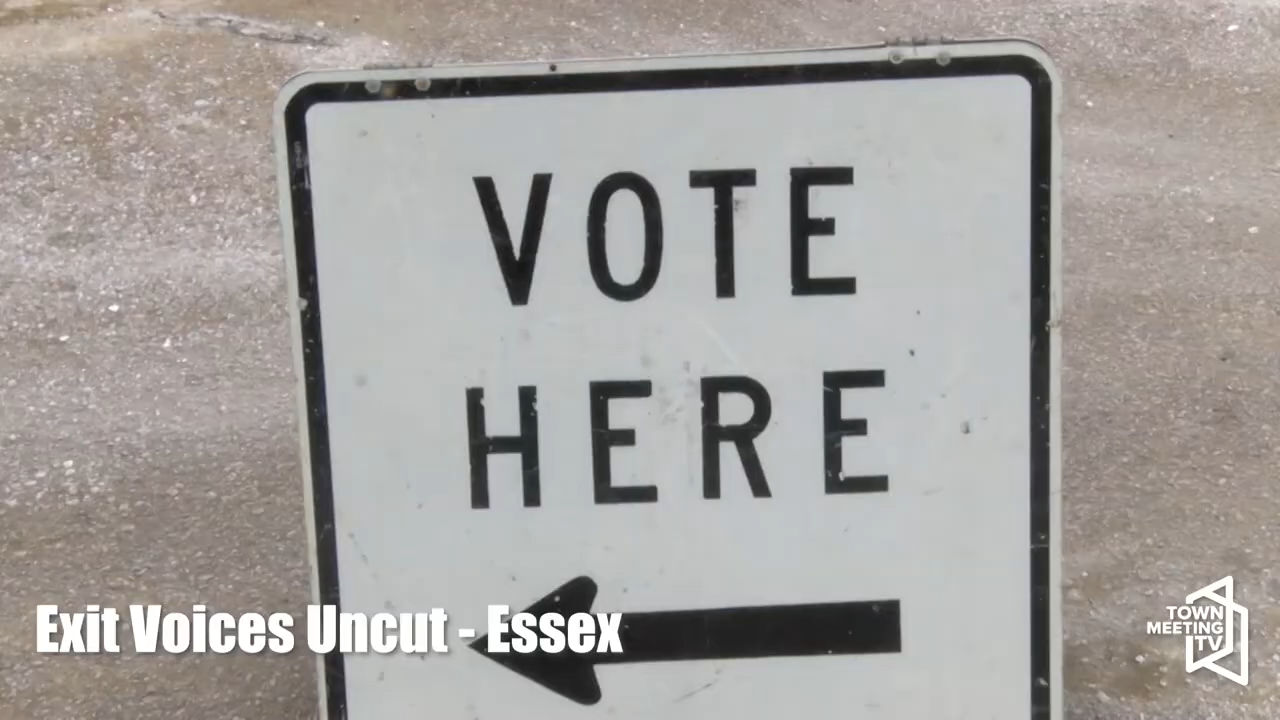 VOTE
HERE
Exit Voices Uncut - Essex
TOWN
MEETING
TV